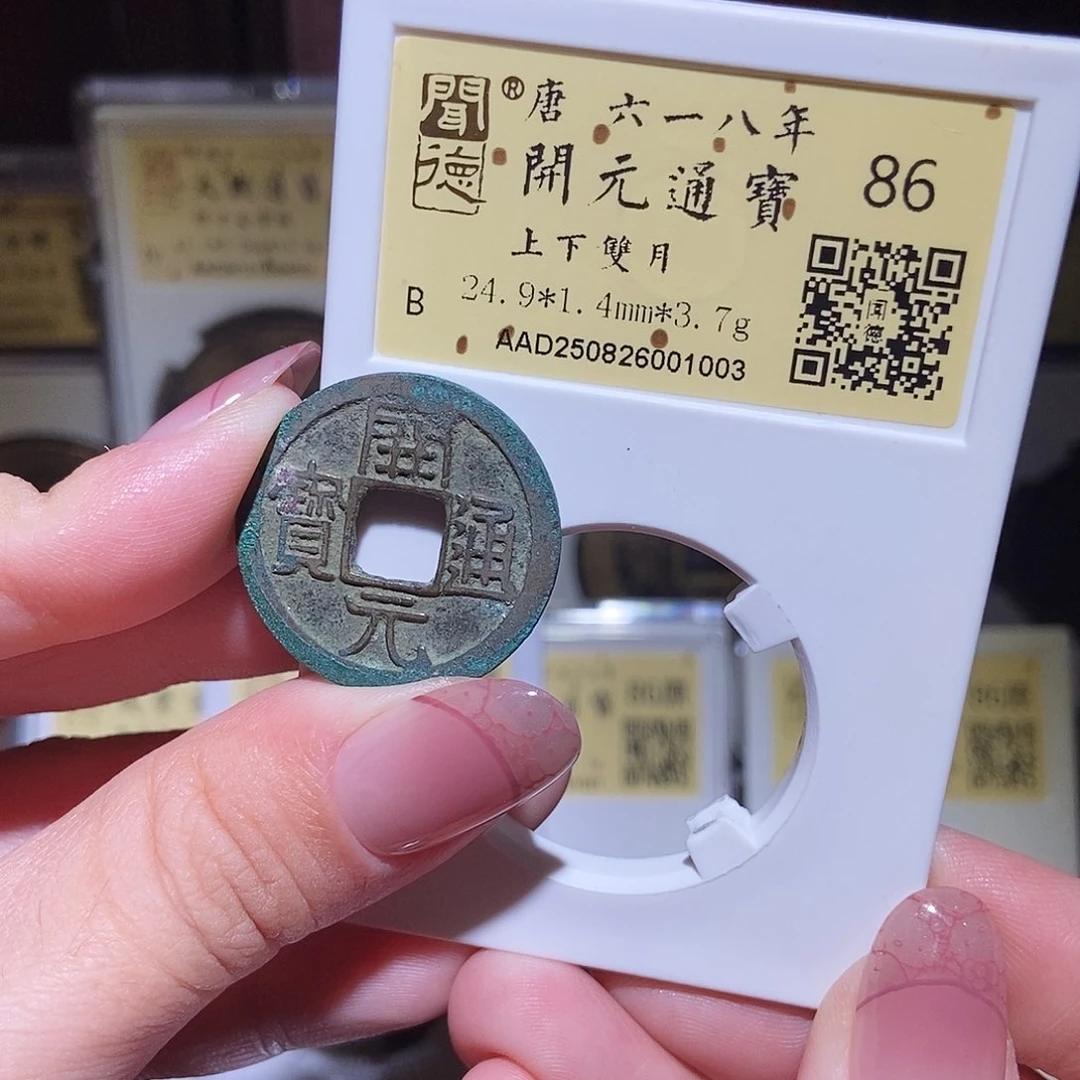 聞德®
唐 六一八年
開元通寶
86
上下雙月
B 24.9*1.4mm*3.7g
AAD250826001003
闻德
開元通寶